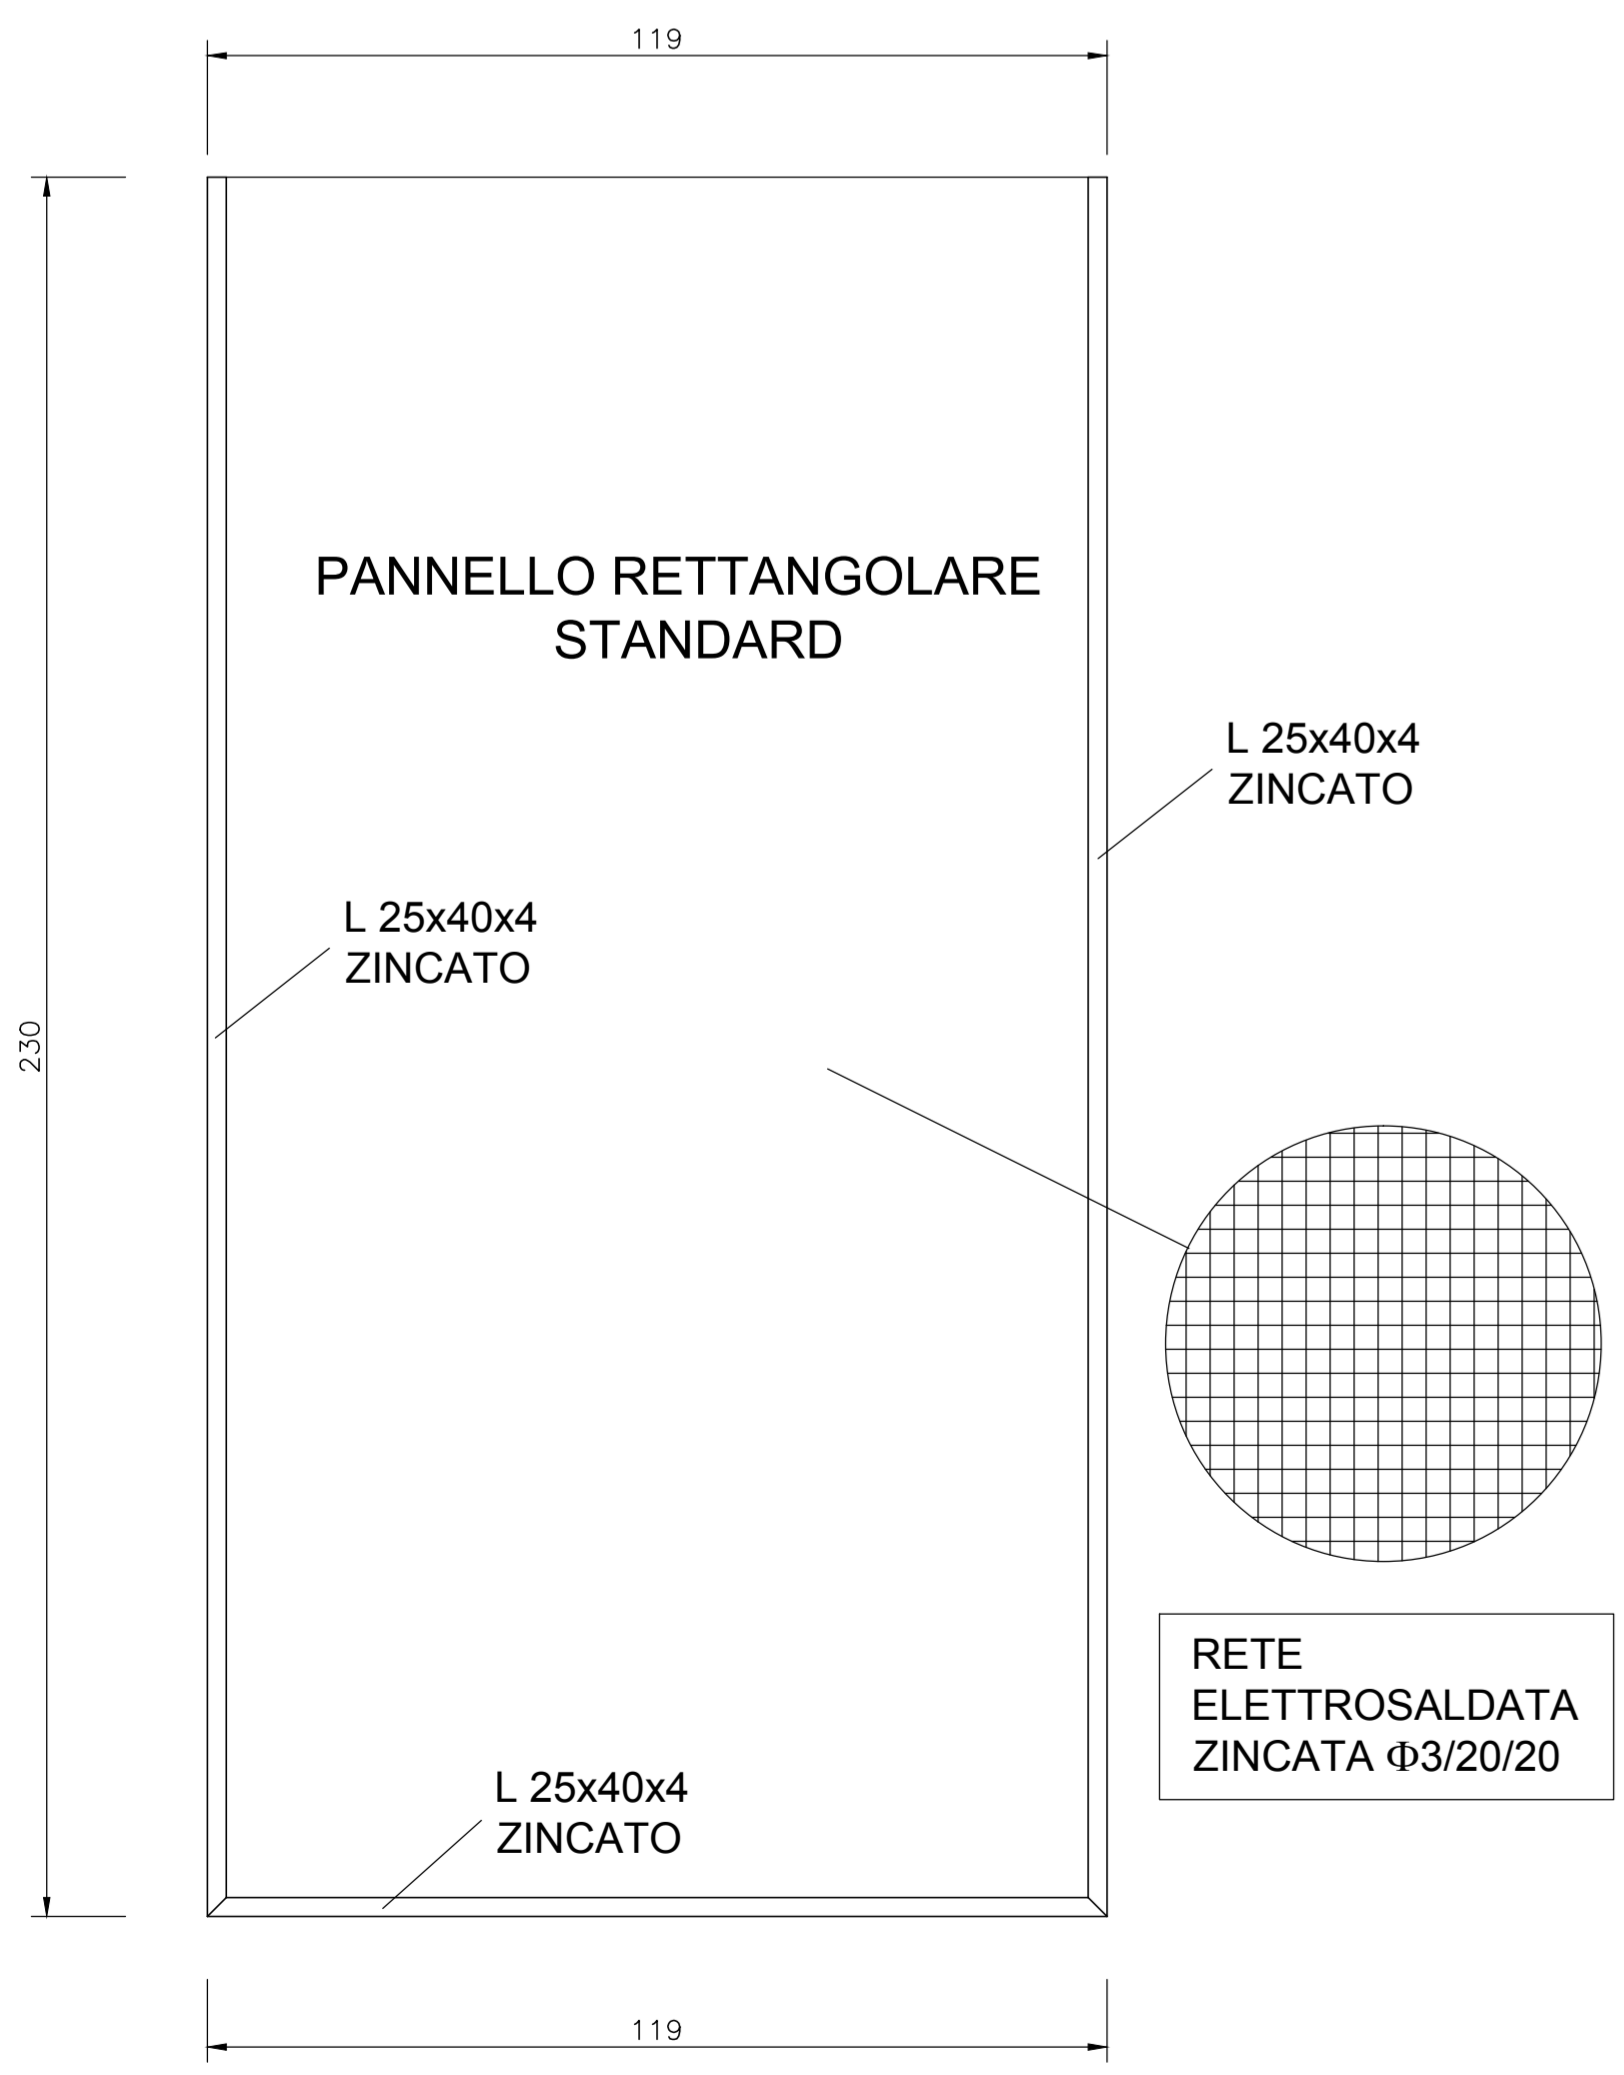 119
PANNELLO RETTANGOLARE
STANDARD
L 25x40x4
ZINCATO
L 25x40x4
ZINCATO
230
RETE
ELETTROSALDATA
ZINCATA Φ3/20/20
L 25x40x4
ZINCATO
119